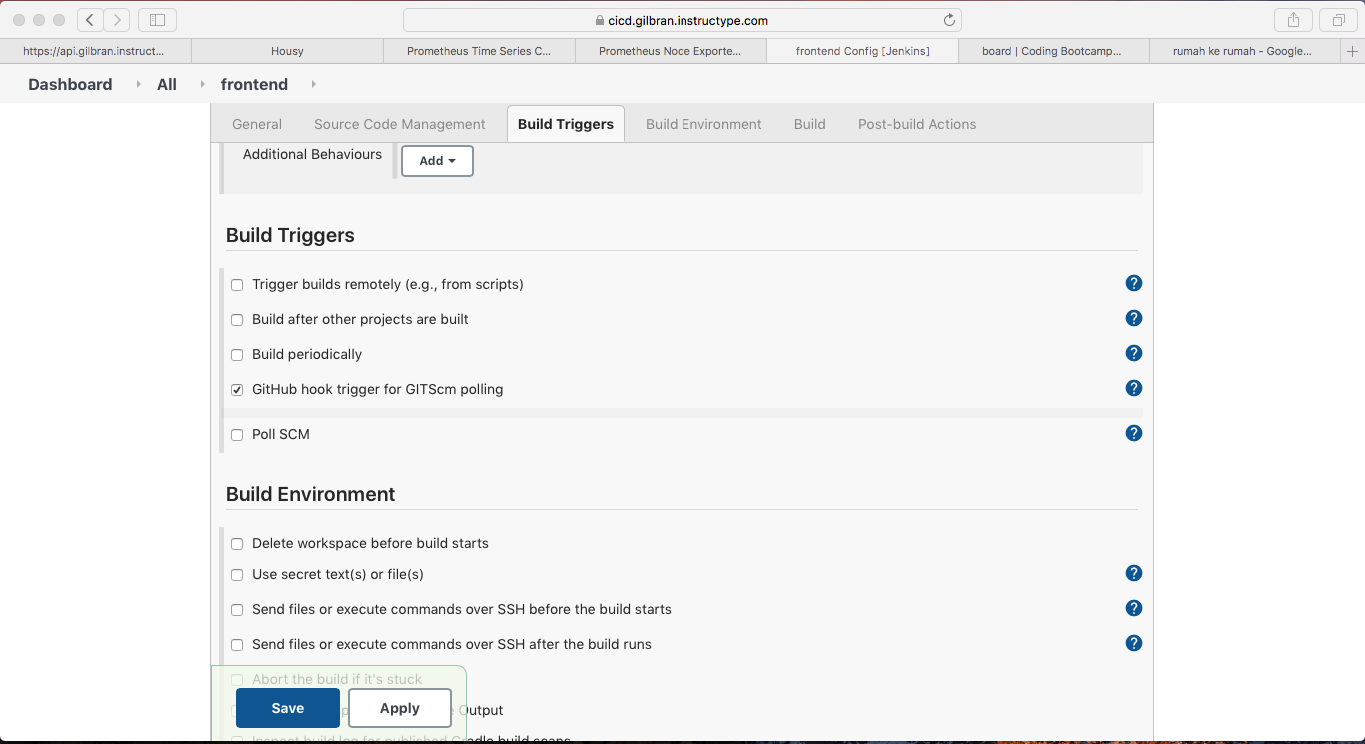 cicd.gilbran.instructype.com
https://api.gilbran.instruct...
Housy
Prometheus Time Series C...
Prometheus Noce Exporte...
frontend Config [Jenkins]
board | Coding Bootcamp...
rumah ke rumah - Google...
Dashboard All frontend
General Source Code Management Build Triggers Build Environment Build Post-build Actions
Additional Behaviours Add
Build Triggers
Trigger builds remotely (e.g., from scripts) ?
Build after other projects are built ?
Build periodically ?
GitHub hook trigger for GITScm polling ?
Poll SCM ?
Build Environment
Delete workspace before build starts
Use secret text(s) or file(s) ?
Send files or execute commands over SSH before the build starts ?
Send files or execute commands over SSH after the build runs ?
Abort the build if it's stuck
Output
Save Apply
Inspect build log for published Gradle build scans